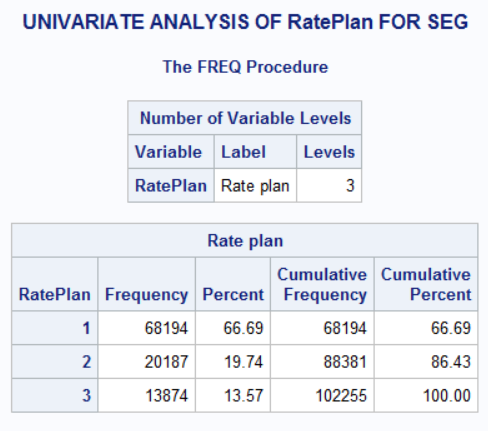 UNIVARIATE ANALYSIS OF RatePlan FOR SEG
The FREQ Procedure
Number of Variable Levels
Variable Label Levels
RatePlan Rate plan 3
Rate plan
RatePlan Frequency Percent Cumulative Frequency Cumulative Percent
1 68194 66.69 68194 66.69
2 20187 19.74 88381 86.43
3 13874 13.57 102255 100.00